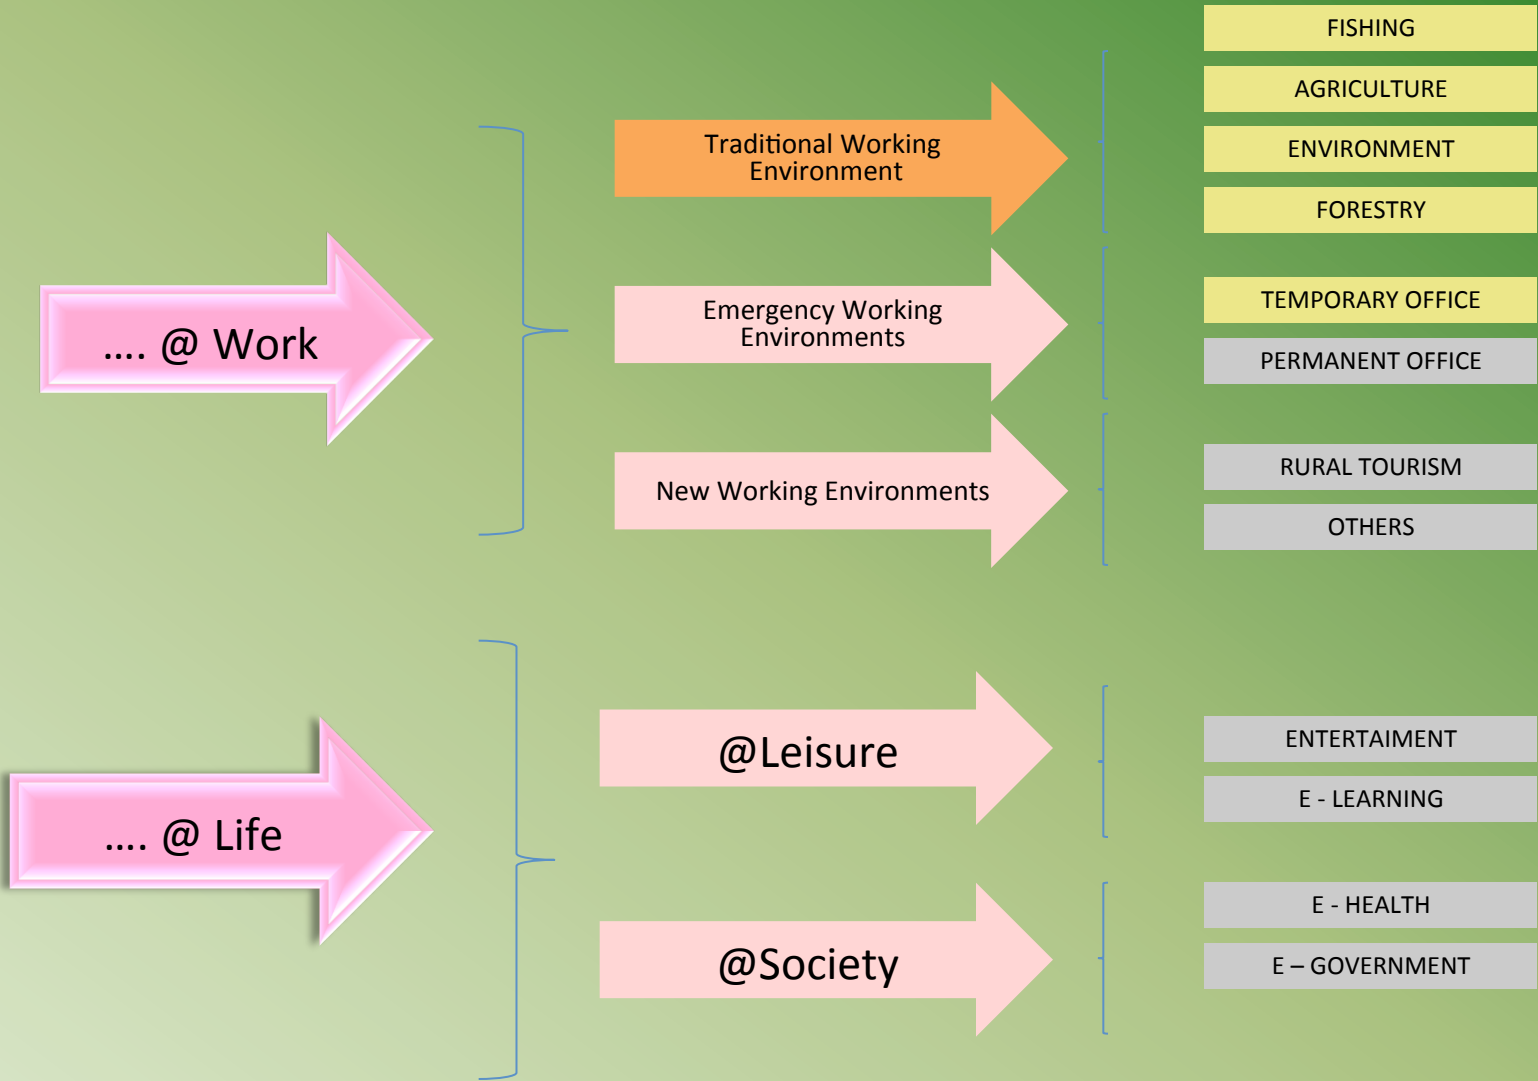 .... @ Work
Traditional Working
Environment
FISHING
AGRICULTURE
ENVIRONMENT
FORESTRY
Emergency Working
Environments
TEMPORARY OFFICE
PERMANENT OFFICE
New Working Environments
RURAL TOURISM
OTHERS
.... @ Life
@Leisure
ENTERTAIMENT
E - LEARNING
@Society
E - HEALTH
E – GOVERNMENT